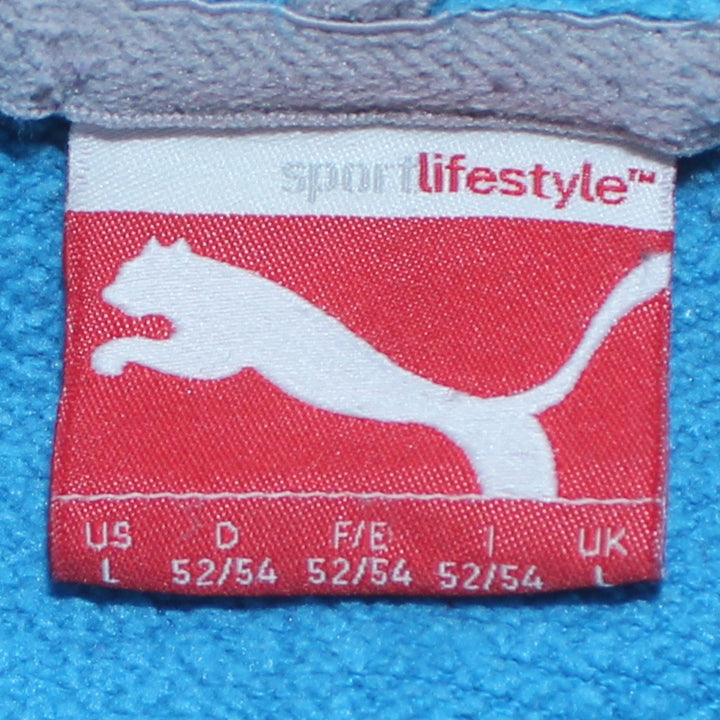 sportlifestyle™
US D F/E I UK
L 52/54 52/54 52/54 L